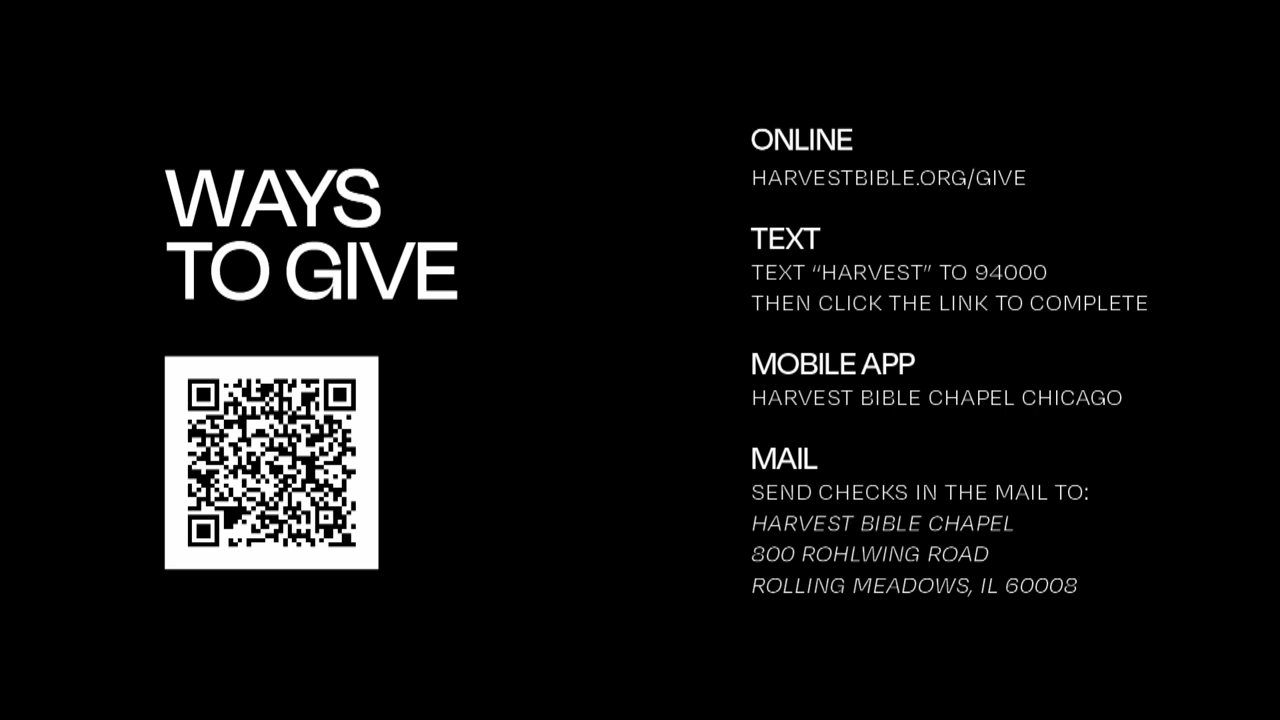 WAYS
TO GIVE
ONLINE
HARVESTBIBLE.ORG/GIVE
TEXT
TEXT “HARVEST” TO 94000
THEN CLICK THE LINK TO COMPLETE
MOBILE APP
HARVEST BIBLE CHAPEL CHICAGO
MAIL
SEND CHECKS IN THE MAIL TO:
HARVEST BIBLE CHAPEL
800 ROHLWING ROAD
ROLLING MEADOWS, IL 60008